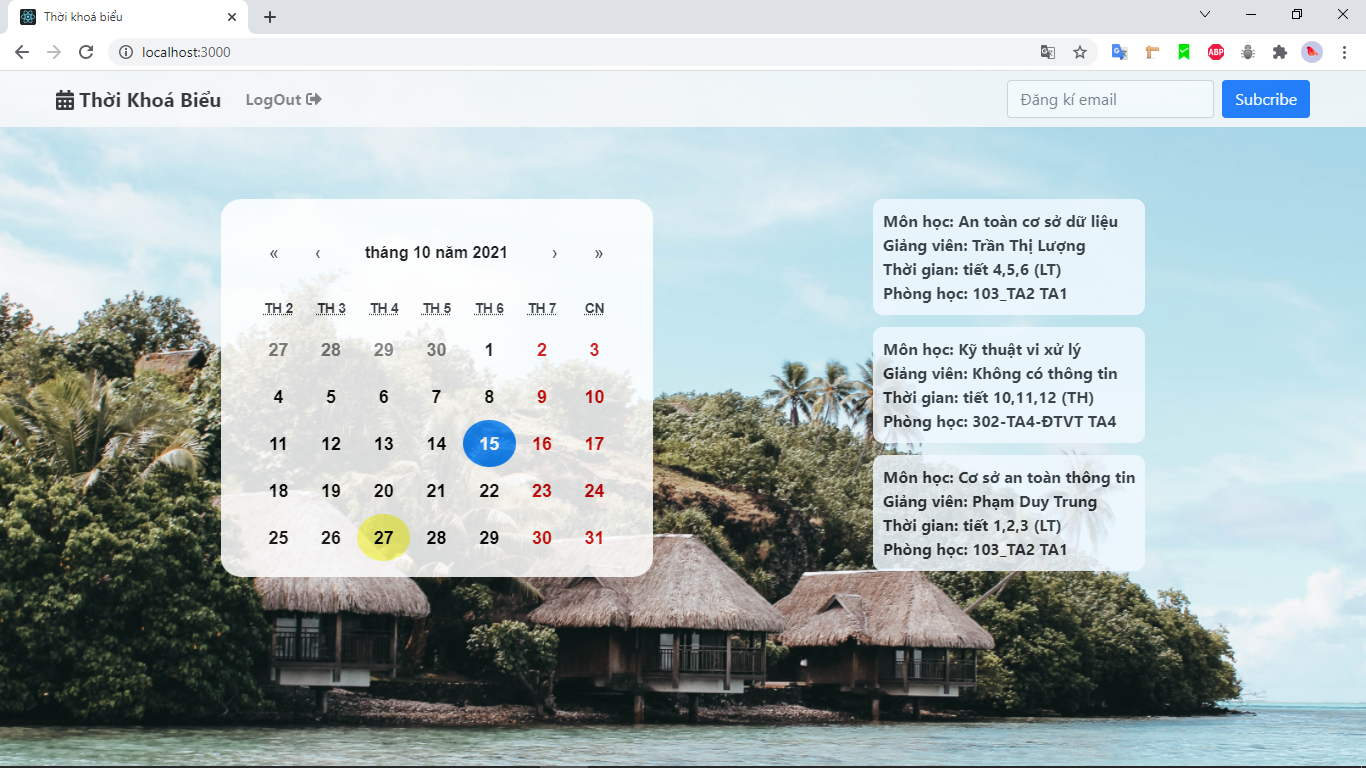 Thời khoá biểu
localhost:3000
Thời Khoá Biểu LogOut Đăng kí email Subcribe
« ‹ tháng 10 năm 2021 › »
TH 2 TH 3 TH 4 TH 5 TH 6 TH 7 CN
27 28 29 30 1 2 3
4 5 6 7 8 9 10
11 12 13 14 15 16 17
18 19 20 21 22 23 24
25 26 27 28 29 30 31
Môn học: An toàn cơ sở dữ liệu
Giảng viên: Trần Thị Lượng
Thời gian: tiết 4,5,6 (LT)
Phòng học: 103_TA2 TA1
Môn học: Kỹ thuật vi xử lý
Giảng viên: Không có thông tin
Thời gian: tiết 10,11,12 (TH)
Phòng học: 302-TA4-ĐTVT TA4
Môn học: Cơ sở an toàn thông tin
Giảng viên: Phạm Duy Trung
Thời gian: tiết 1,2,3 (LT)
Phòng học: 103_TA2 TA1
ABP